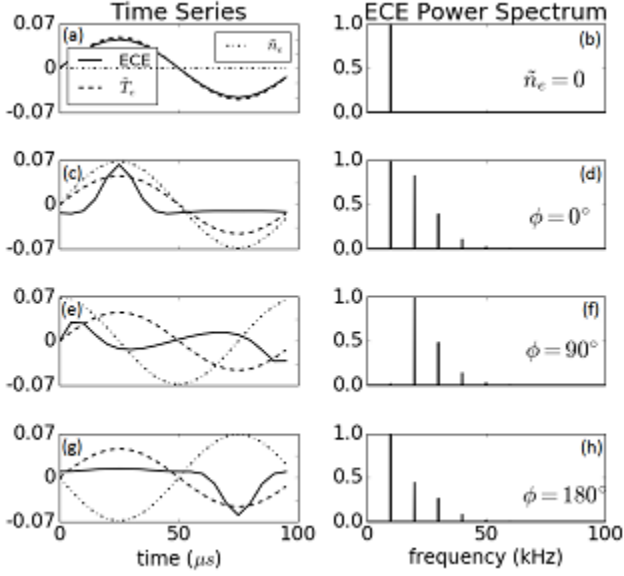 Time Series
ECE Power Spectrum
0.07
0
-0.07
(a)
ECE
T̃e
ñe
1.0
0.5
0.0
(b)
ñe = 0
0.07
0
-0.07
(c)
1.0
0.5
0.0
(d)
ϕ = 0°
0.07
0
-0.07
(e)
1.0
0.5
0.0
(f)
ϕ = 90°
0.07
0
-0.07
(g)
0 50 100
time (μs)
1.0
0.5
0.0
(h)
ϕ = 180°
0 50 100
frequency (kHz)